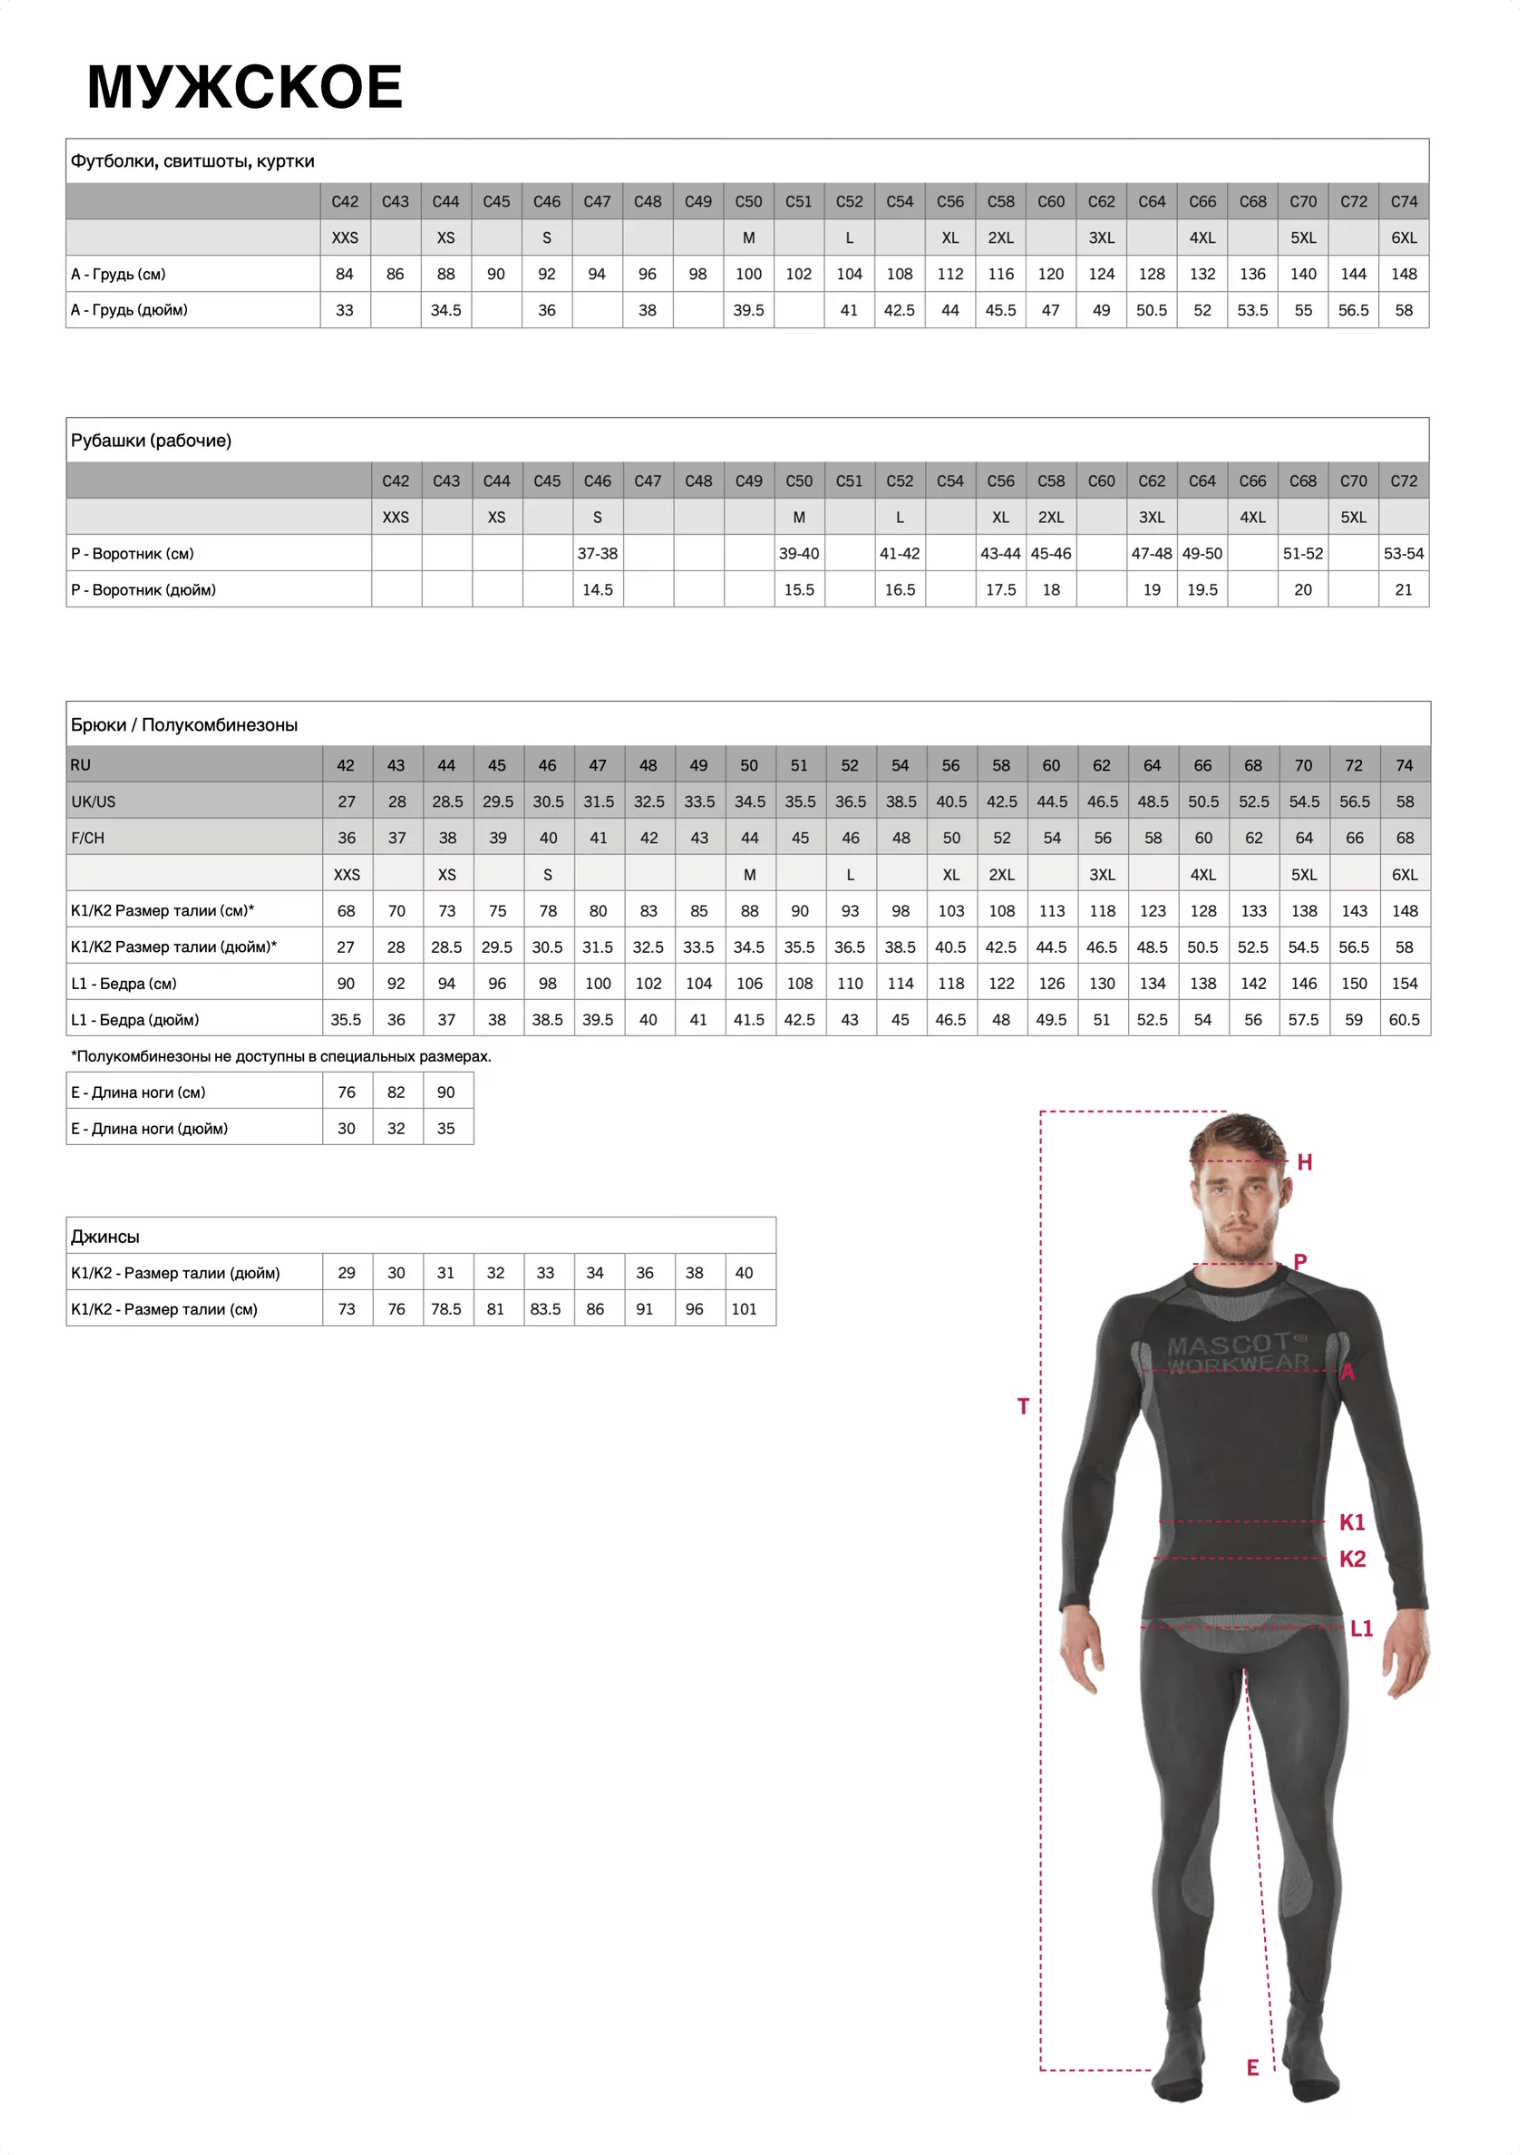 МУЖСКОЕ
Футболки, свитшоты, куртки
C42 C43 C44 C45 C46 C47 C48 C49 C50 C51 C52 C54 C56 C58 C60 C62 C64 C66 C68 C70 C72 C74
XXS XS S M L XL 2XL 3XL 4XL 5XL 6XL
A - Грудь (см) 84 86 88 90 92 94 96 98 100 102 104 108 112 116 120 124 128 132 136 140 144 148
A - Грудь (дюйм) 33 34.5 36 38 39.5 41 42.5 44 45.5 47 49 50.5 52 53.5 55 56.5 58
Рубашки (рабочие)
C42 C43 C44 C45 C46 C47 C48 C49 C50 C51 C52 C54 C56 C58 C60 C62 C64 C66 C68 C70 C72
XXS XS S M L XL 2XL 3XL 4XL 5XL
P - Воротник (см) 37-38 39-40 41-42 43-44 45-46 47-48 49-50 51-52 53-54
P - Воротник (дюйм) 14.5 15.5 16.5 17.5 18 19 19.5 20 21
Брюки / Полукомбинезоны
RU 42 43 44 45 46 47 48 49 50 51 52 54 56 58 60 62 64 66 68 70 72 74
UK/US 27 28 28.5 29.5 30.5 31.5 32.5 33.5 34.5 35.5 36.5 38.5 40.5 42.5 44.5 46.5 48.5 50.5 52.5 54.5 56.5 58
F/CH 36 37 38 39 40 41 42 43 44 45 46 48 50 52 54 56 58 60 62 64 66 68
XXS XS S M L XL 2XL 3XL 4XL 5XL 6XL
K1/K2 Размер талии (см)* 68 70 73 75 78 80 83 85 88 90 93 98 103 108 113 118 123 128 133 138 143 148
K1/K2 Размер талии (дюйм)* 27 28 28.5 29.5 30.5 31.5 32.5 33.5 34.5 35.5 36.5 38.5 40.5 42.5 44.5 46.5 48.5 50.5 52.5 54.5 56.5 58
L1 - Бедра (см) 90 92 94 96 98 100 102 104 106 108 110 114 118 122 126 130 134 138 142 146 150 154
L1 - Бедра (дюйм) 35.5 36 37 38 38.5 39.5 40 41 41.5 42.5 43 45 46.5 48 49.5 51 52.5 54 56 57.5 59 60.5
*Полукомбинезоны не доступны в специальных размерах.
E - Длина ноги (см) 76 82 90
E - Длина ноги (дюйм) 30 32 35
Джинсы
K1/K2 - Размер талии (дюйм) 29 30 31 32 33 34 36 38 40
K1/K2 - Размер талии (см) 73 76 78.5 81 83.5 86 91 96 101
H
P
MASCOT®
WORKWEAR
A
T
K1
K2
L1
E